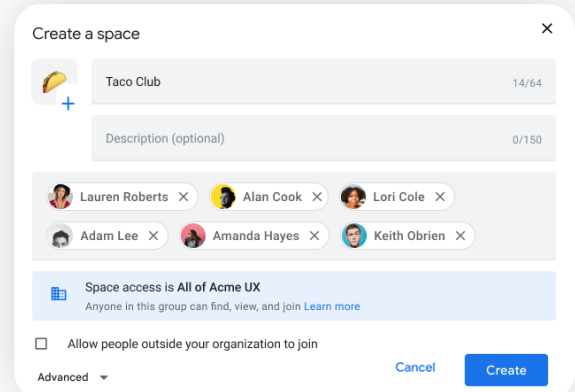 Create a space
Taco Club
14/64
Description (optional)
0/150
Lauren Roberts
Alan Cook
Lori Cole
Adam Lee
Amanda Hayes
Keith Obrien
Space access is All of Acme UX
Anyone in this group can find, view, and join Learn more
Allow people outside your organization to join
Advanced
Cancel
Create